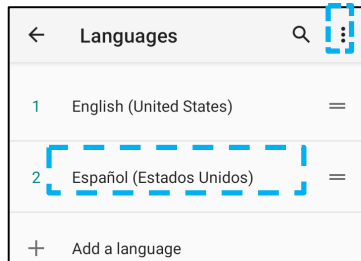 Languages
1 English (United States)
2 Español (Estados Unidos)
Add a language